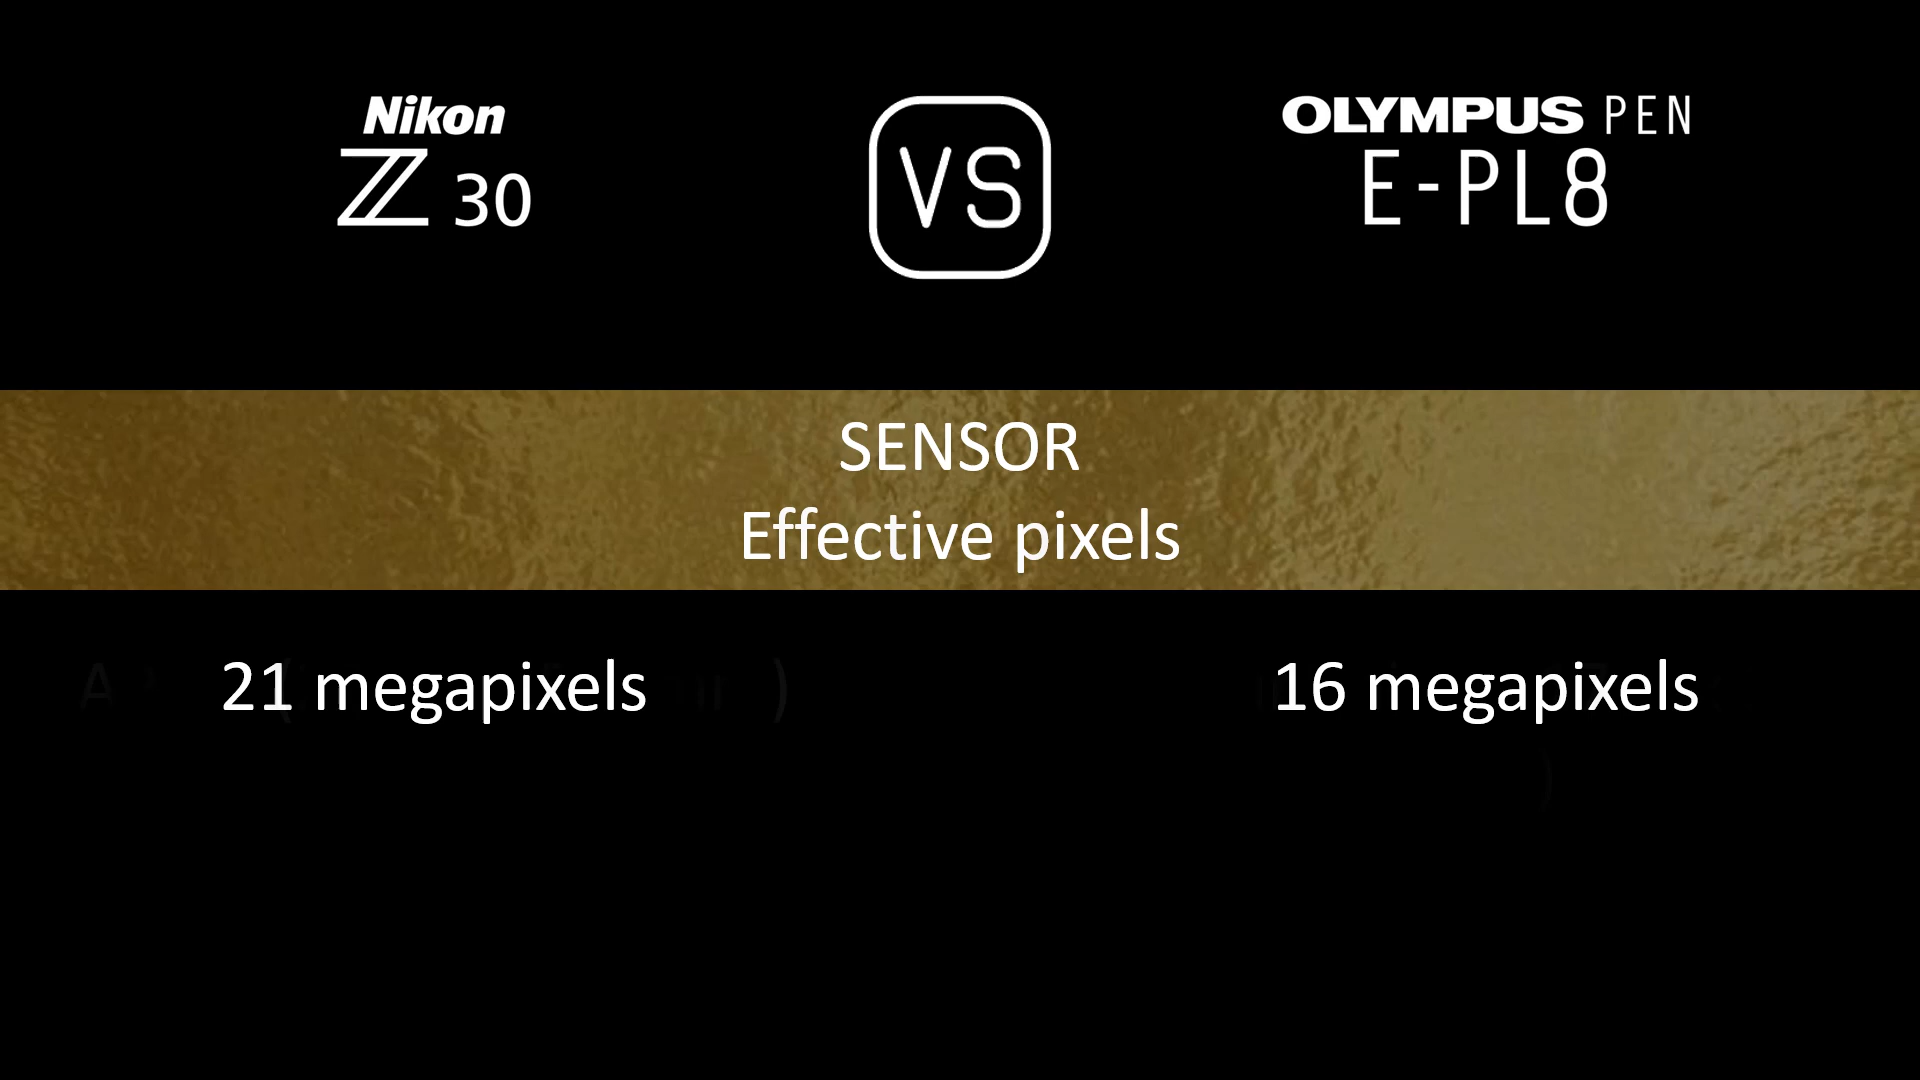 Nikon
Z 30
VS
OLYMPUS PEN
E-PL8
SENSOR
Effective pixels
21 megapixels
16 megapixels